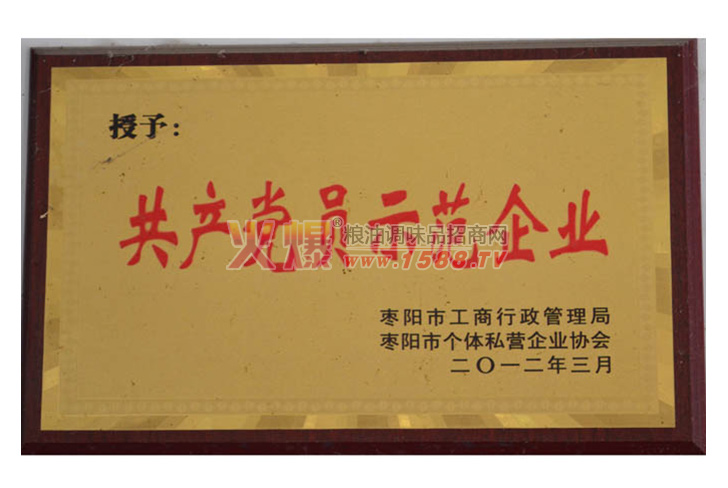 授予：
共产党员示范企业
火爆®粮油调味品招商网
www.1588.TV
枣阳市工商行政管理局
枣阳市个体私营企业协会
二〇一二年三月